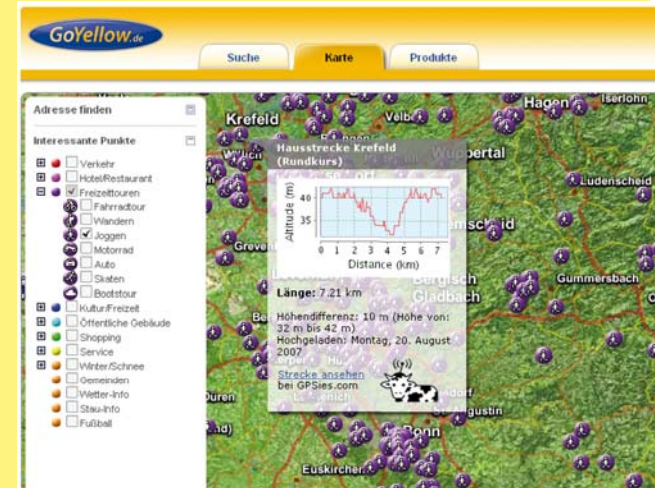 GoYellow.de
Suche
Karte
Produkte
Adresse finden
Interessante Punkte
Verkehr
Hotel/Restaurant
Freizeittouren
Fahrradtour
Wandern
Joggen
Motorrad
Auto
Skaten
Bootstour
Kultur/Freizeit
Öffentliche Gebäude
Shopping
Service
Winter/Schnee
Gemeinden
Wetter-Info
Stau-Info
Fußball
Krefeld
Velb
Hagen
Iserlohn
Wuppertal
Lüdenscheid
Greven
Bergisch
Gladbach
Gummersbach
Bonn
Euskirchen
Hausstrecke Krefeld
(Rundkurs)
Altitude (m)
40
35
0 1 2 3 4 5 6 7
Distance (km)
Länge: 7.21 km
Höhendifferenz: 10 m (Höhe von:
32 m bis 42 m)
Hochgeladen: Montag, 20. August
2007
Strecke ansehen
bei GPSies.com